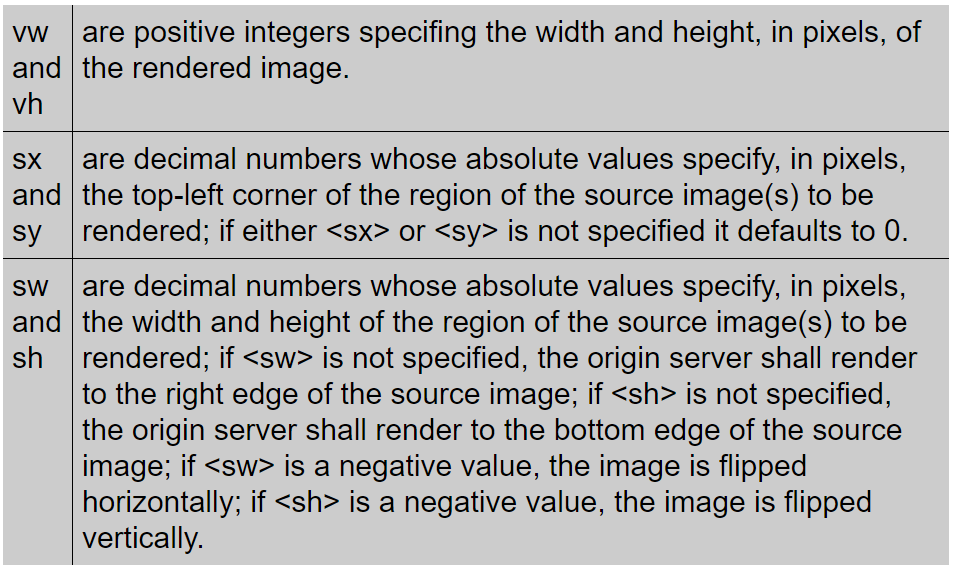 vw are positive integers specifing the width and height, in pixels, of
and the rendered image.
vh
sx are decimal numbers whose absolute values specify, in pixels,
and the top-left corner of the region of the source image(s) to be
sy rendered; if either <sx> or <sy> is not specified it defaults to 0.
sw are decimal numbers whose absolute values specify, in pixels,
and the width and height of the region of the source image(s) to be
sh rendered; if <sw> is not specified, the origin server shall render
to the right edge of the source image; if <sh> is not specified,
the origin server shall render to the bottom edge of the source
image; if <sw> is a negative value, the image is flipped
horizontally; if <sh> is a negative value, the image is flipped
vertically.